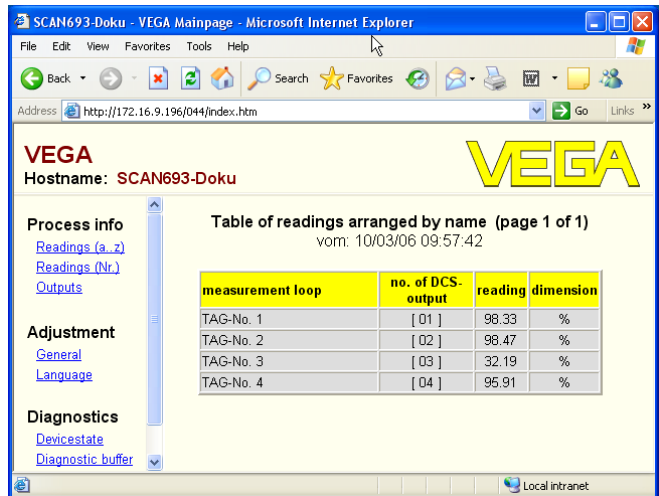 SCAN693-Doku - VEGA Mainpage - Microsoft Internet Explorer
File Edit View Favorites Tools Help
Back Search Favorites
Address http://172.16.9.196/044/index.htm Go Links »
VEGA
Hostname: SCAN693-Doku
VEGA
Process info
Readings (a..z)
Readings (Nr.)
Outputs
Adjustment
General
Language
Diagnostics
Devicestate
Diagnostic buffer
Table of readings arranged by name (page 1 of 1)
vom: 10/03/06 09:57:42
measurement loop no. of DCS-output reading dimension
TAG-No. 1 [ 01 ] 98.33 %
TAG-No. 2 [ 02 ] 98.47 %
TAG-No. 3 [ 03 ] 32.19 %
TAG-No. 4 [ 04 ] 95.91 %
Local intranet